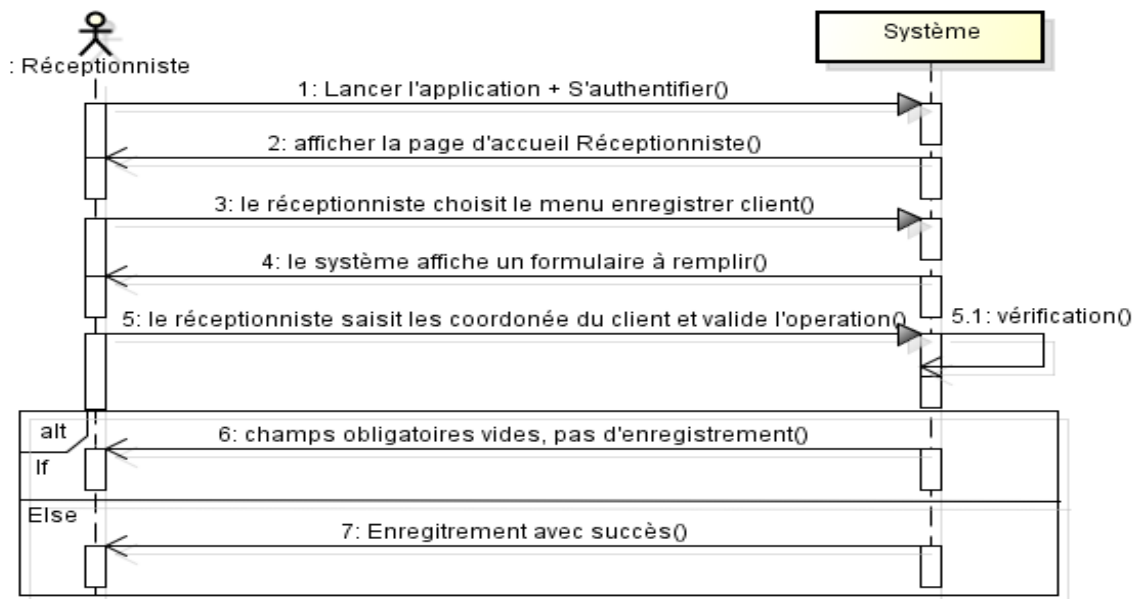 Système
: Réceptionniste
1: Lancer l'application + S'authentifier()
2: afficher la page d'accueil Réceptionniste()
3: le réceptionniste choisit le menu enregistrer client()
4: le système affiche un formulaire à remplir()
5: le réceptionniste saisit les coordonée du client et valide l'operation()
5.1: vérification()
alt
6: champs obligatoires vides, pas d'enregistrement()
If
Else
7: Enregitrement avec succès()